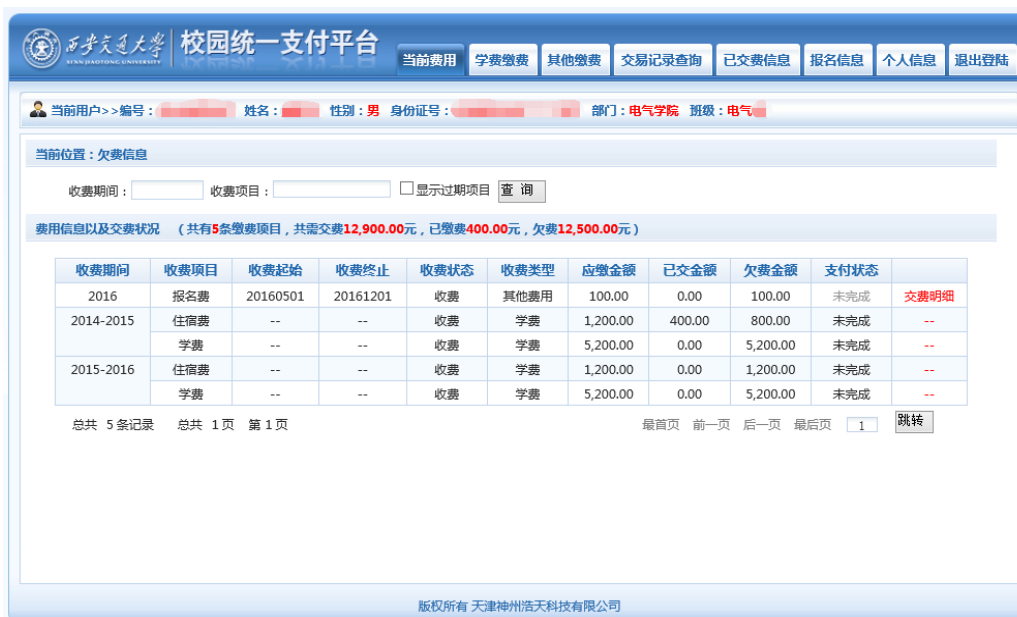 西安交通大学 校园统一支付平台
XI'AN JIAOTONG UNIVERSITY
当前费用 学费缴费 其他缴费 交易记录查询 已交费信息 报名信息 个人信息 退出登陆
当前用户>>编号： 姓名： 性别：男 身份证号： 部门：电气学院 班级：电气
当前位置：欠费信息
收费期间： 收费项目： 显示过期项目 查 询
费用信息以及交费状况 （共有5条缴费项目，共需交费12,900.00元，已缴费400.00元，欠费12,500.00元）
收费期间 收费项目 收费起始 收费终止 收费状态 收费类型 应缴金额 已交金额 欠费金额 支付状态
2016 报名费 20160501 20161201 收费 其他费用 100.00 0.00 100.00 未完成 交费明细
2014-2015 住宿费 -- -- 收费 学费 1,200.00 400.00 800.00 未完成 --
学费 -- -- 收费 学费 5,200.00 0.00 5,200.00 未完成 --
2015-2016 住宿费 -- -- 收费 学费 1,200.00 0.00 1,200.00 未完成 --
学费 -- -- 收费 学费 5,200.00 0.00 5,200.00 未完成 --
总共 5 条记录 总共 1 页 第 1 页 最首页 前一页 后一页 最后页 1 跳转
版权所有 天津神州浩天科技有限公司